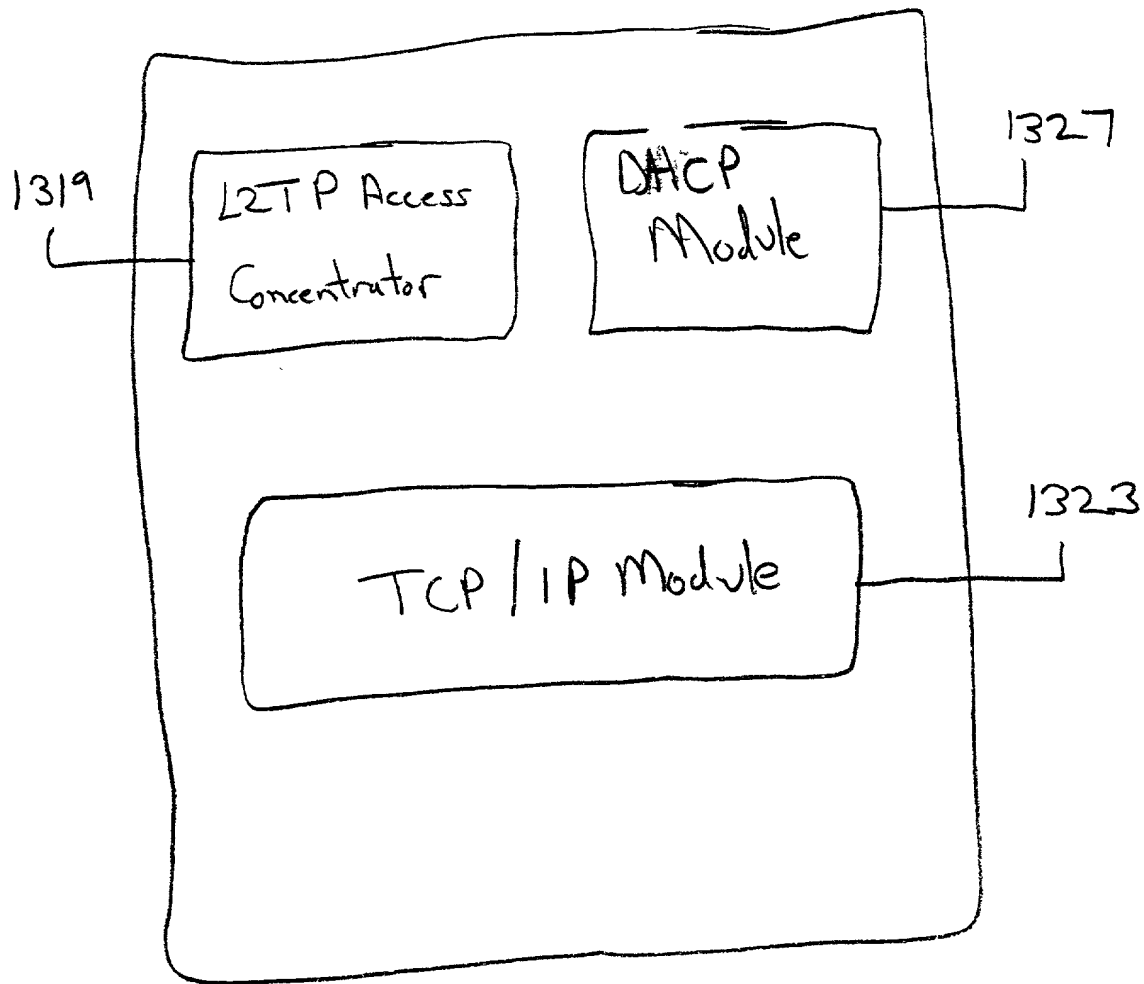 1319
L2TP Access
Concentrator
DHCP
Module
1327
TCP/IP Module
1323